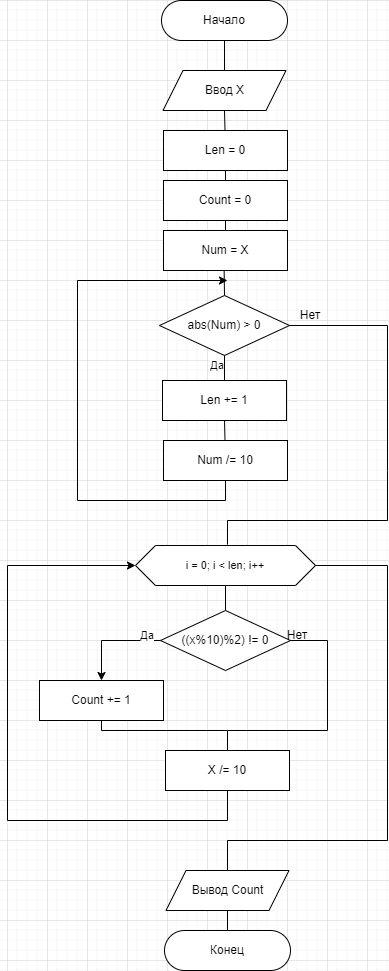 Начало
Ввод X
Len = 0
Count = 0
Num = X
abs(Num) > 0
Нет
Да
Len += 1
Num /= 10
i = 0; i < len; i++
Да
((x%10)%2) != 0
Нет
Count += 1
X /= 10
Вывод Count
Конец